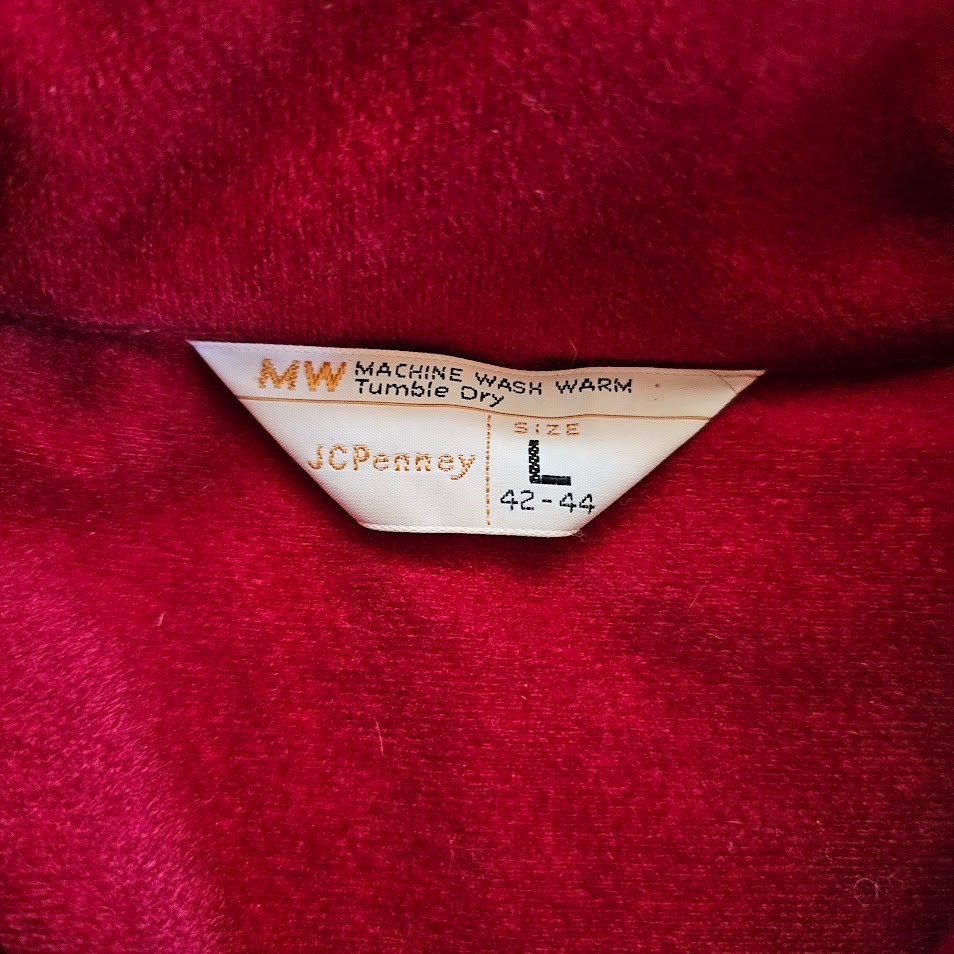 MW MACHINE WASH WARM
Tumble Dry
JCPenney
SIZE
L
42-44